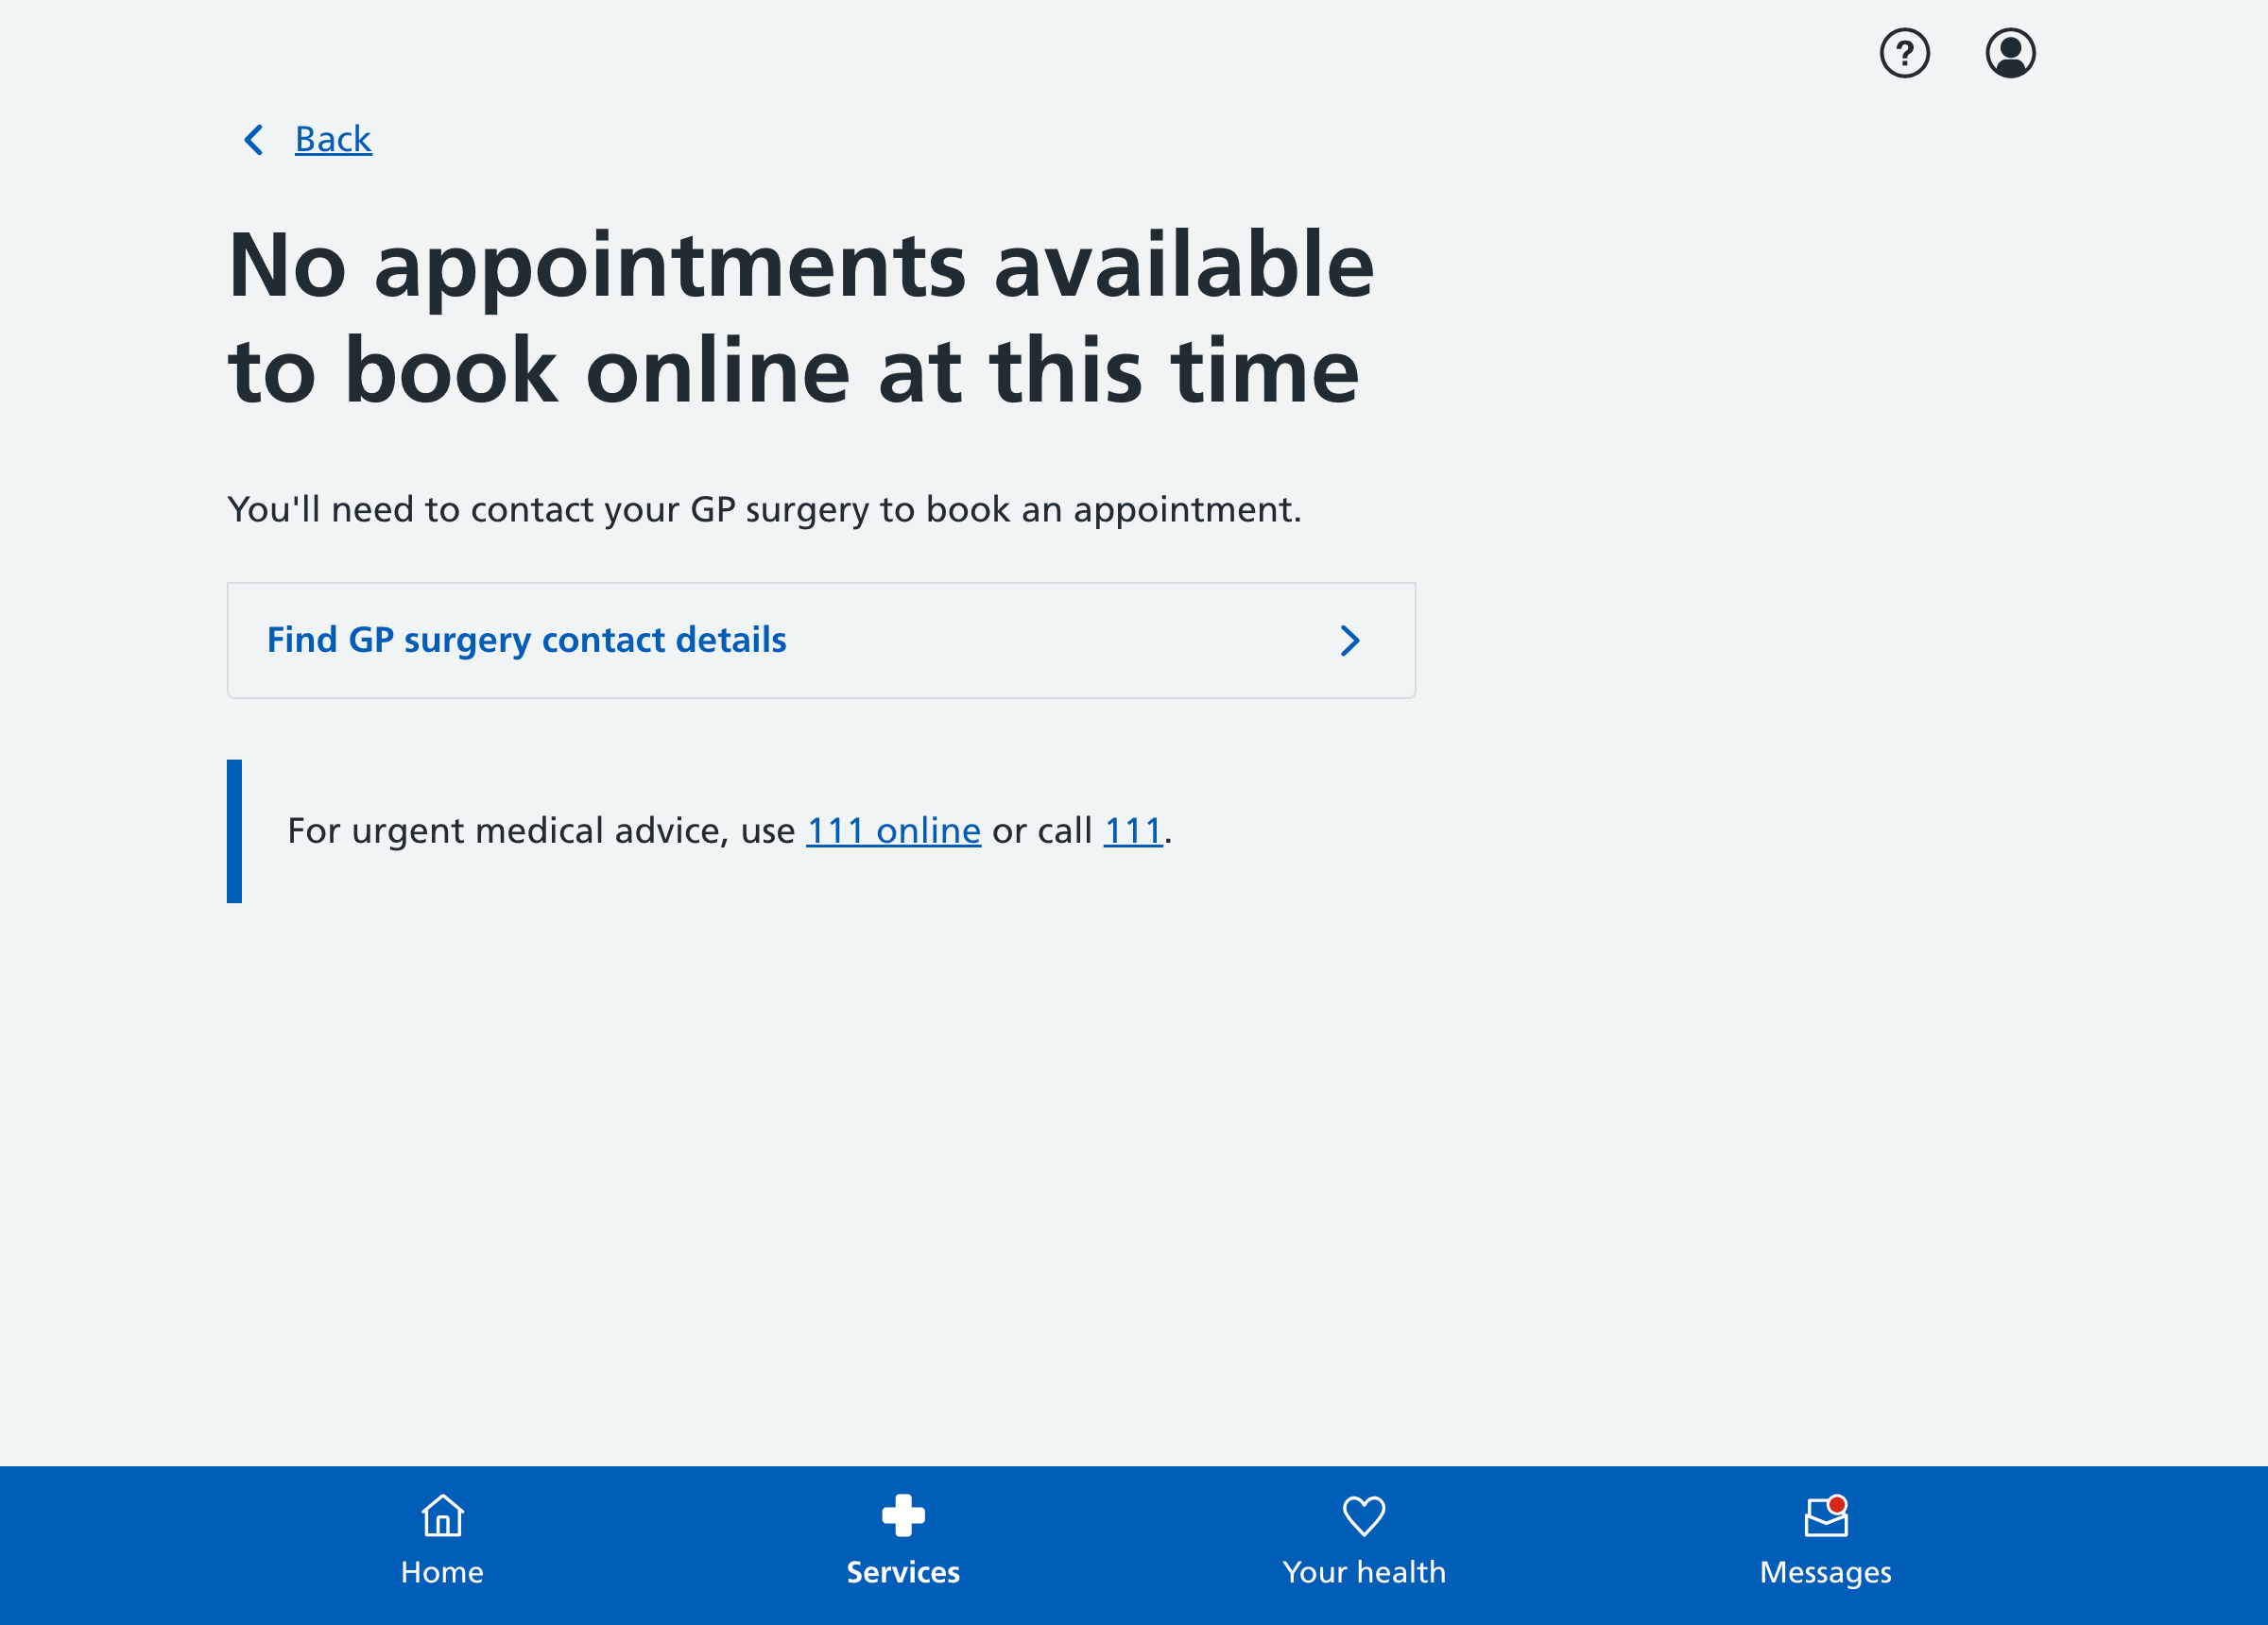 ?
Back
No appointments available
to book online at this time
You'll need to contact your GP surgery to book an appointment.
Find GP surgery contact details
For urgent medical advice, use 111 online or call 111.
Home
Services
Your health
Messages